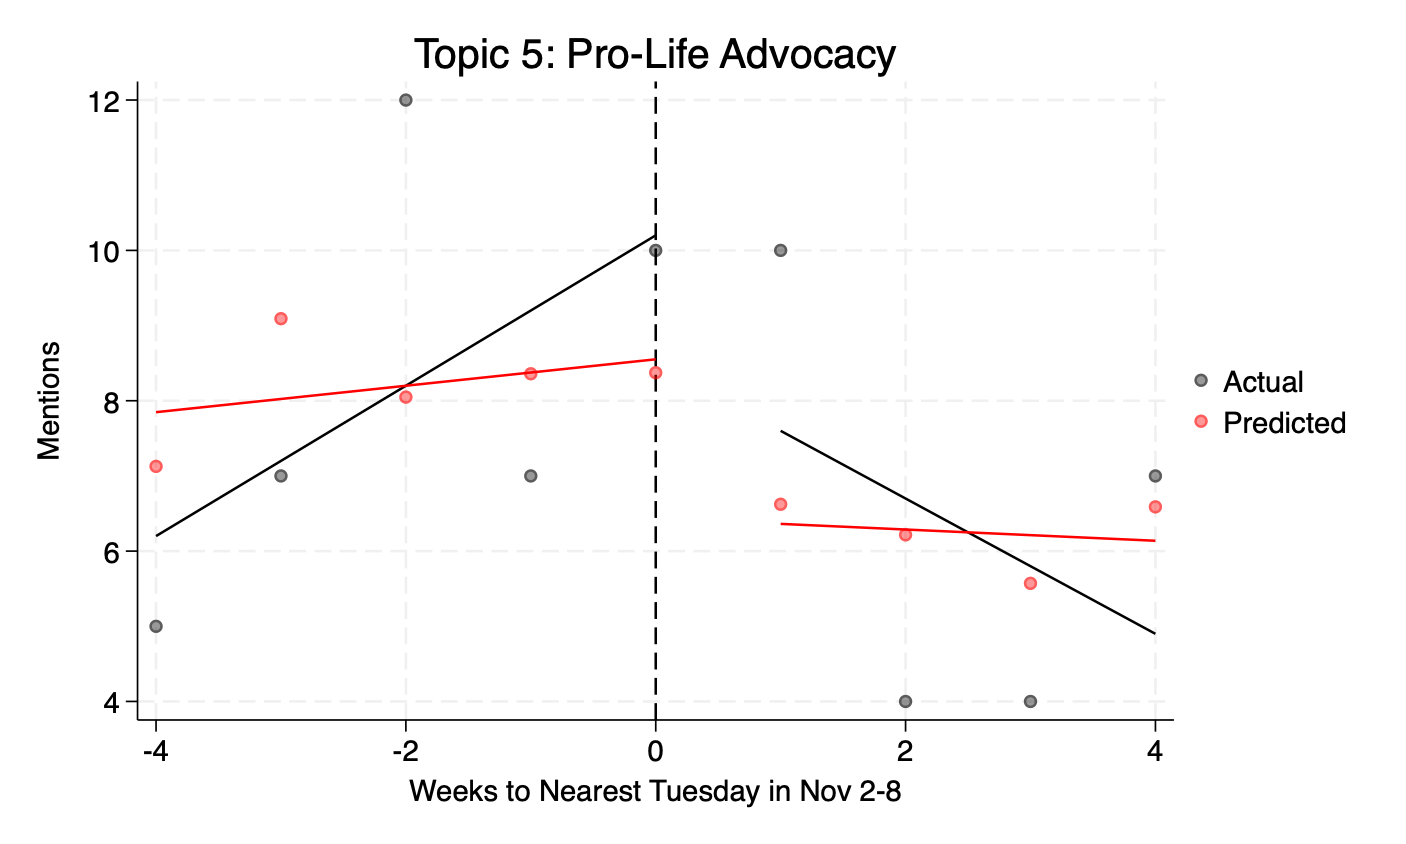 Topic 5: Pro-Life Advocacy
12
10
8
6
4
Mentions
-4
-2
0
2
4
Weeks to Nearest Tuesday in Nov 2-8
Actual
Predicted